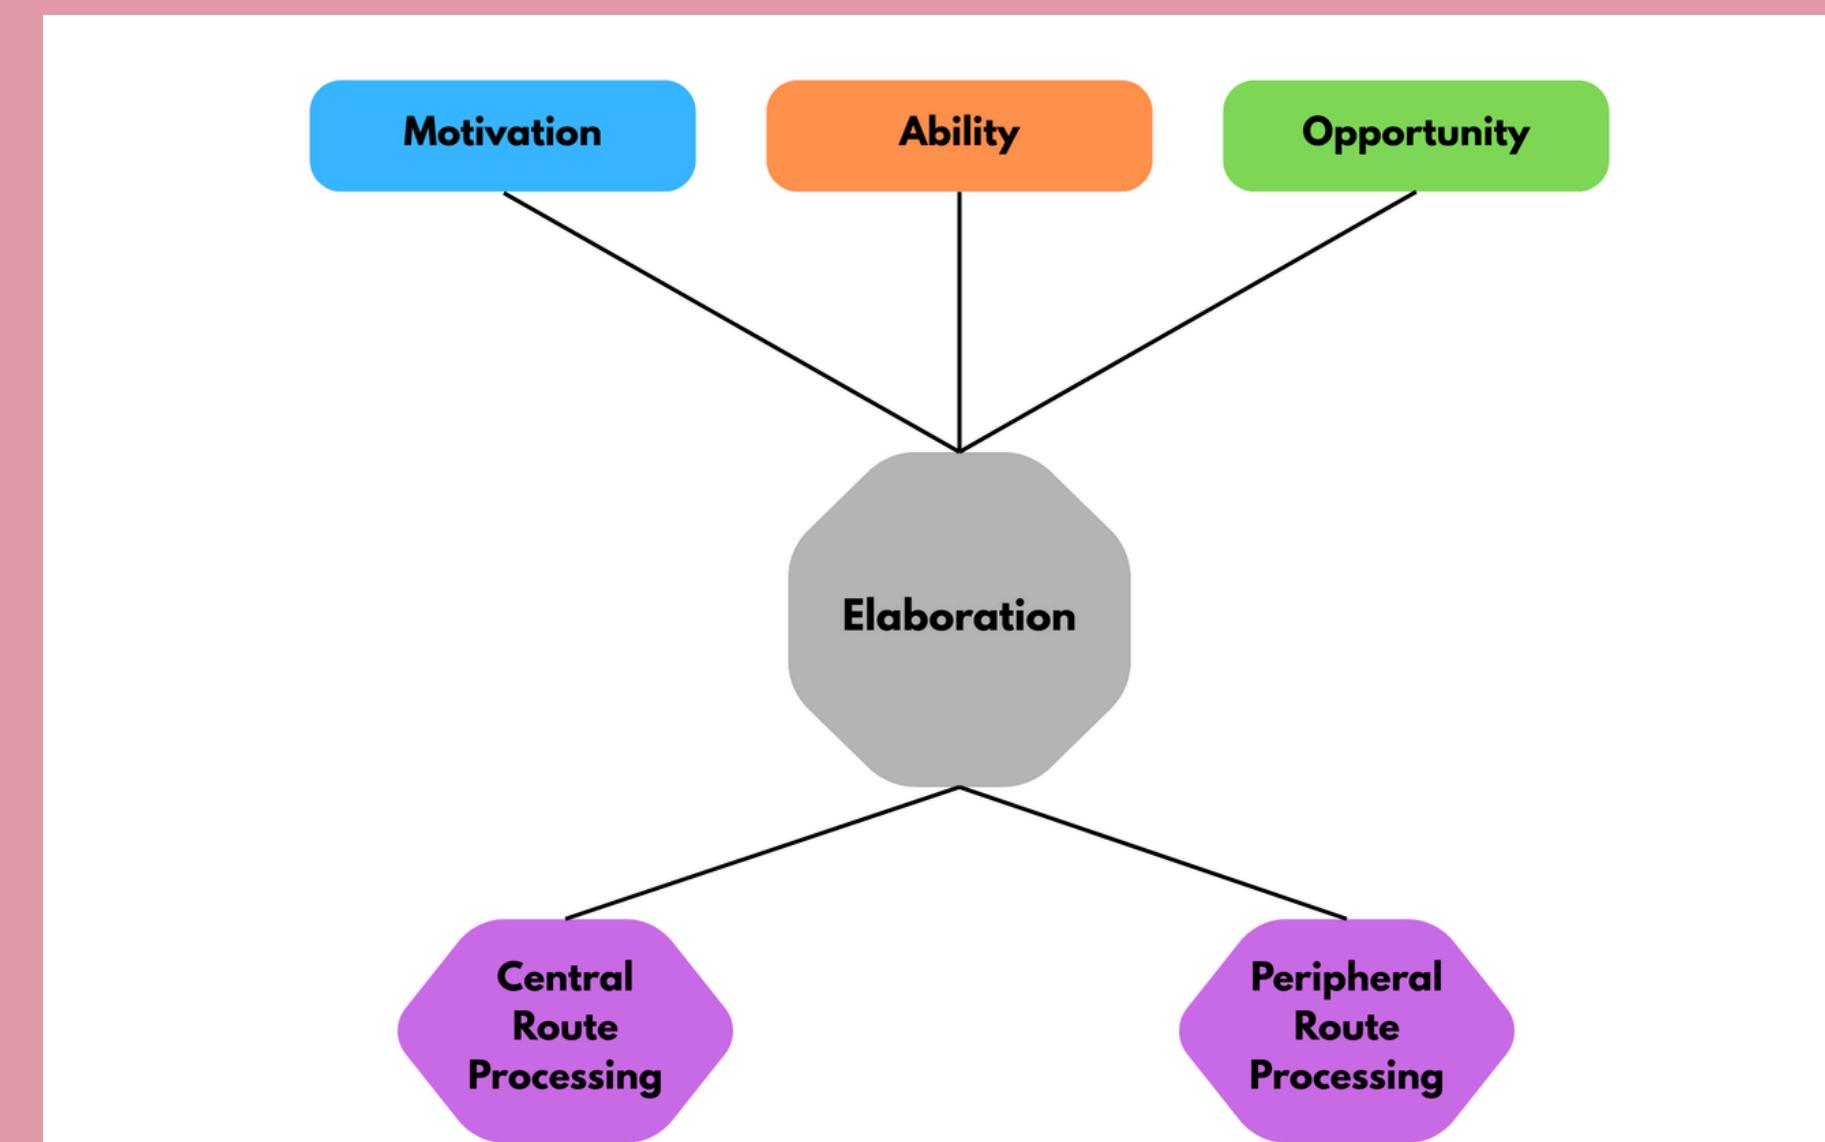 Motivation
Ability
Opportunity
Elaboration
Central
Route
Processing
Peripheral
Route
Processing